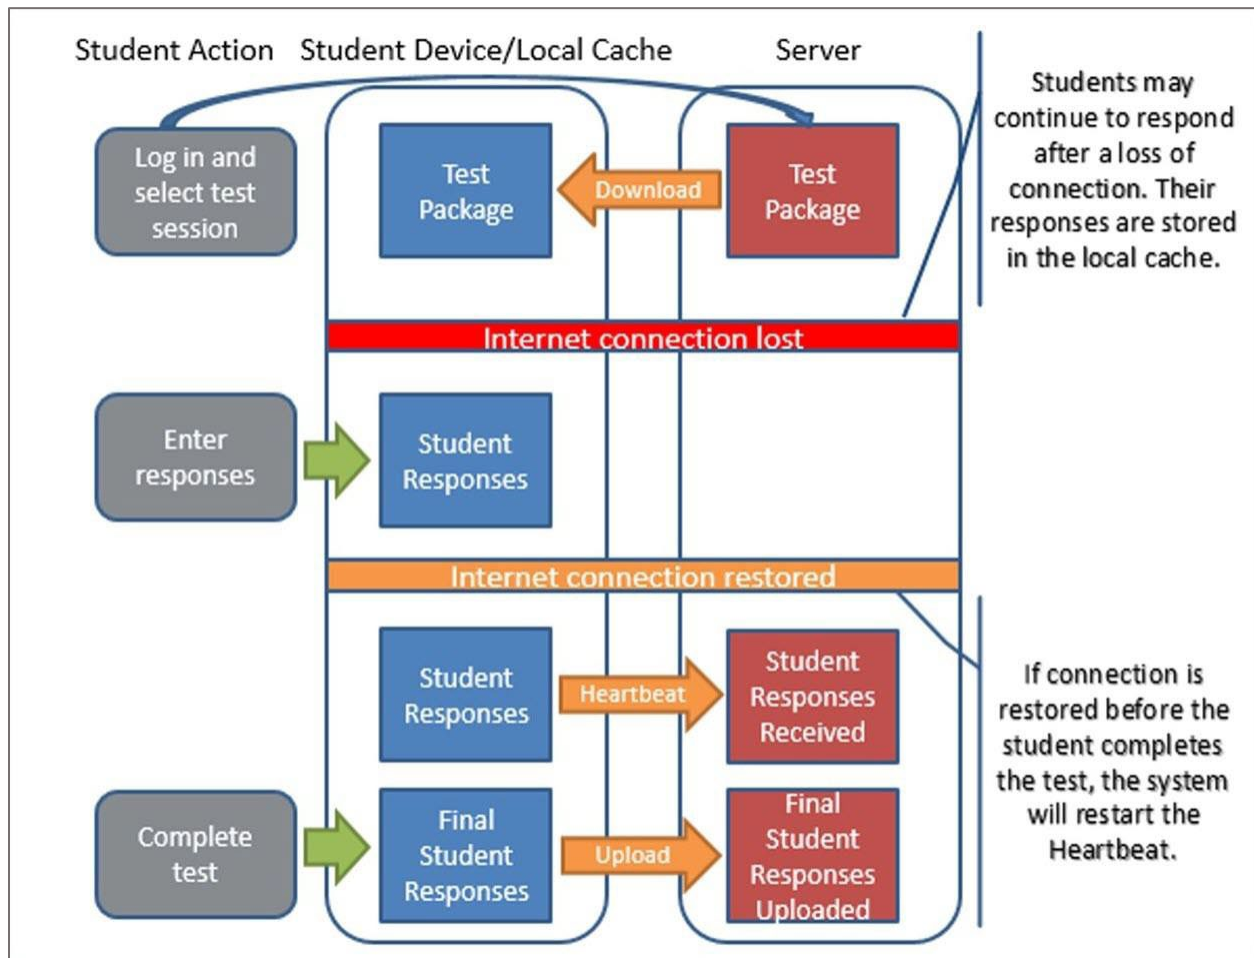 Student Action
Student Device/Local Cache
Server
Log in and
select test
session
Test
Package
Download
Test
Package
Students may
continue to respond
after a loss of
connection. Their
responses are stored
in the local cache.
Internet connection lost
Enter
responses
Student
Responses
Internet connection restored
Student
Responses
Heartbeat
Student
Responses
Received
If connection is
restored before the
student completes
the test, the system
will restart the
Heartbeat.
Complete
test
Final
Student
Responses
Upload
Final
Student
Responses
Uploaded